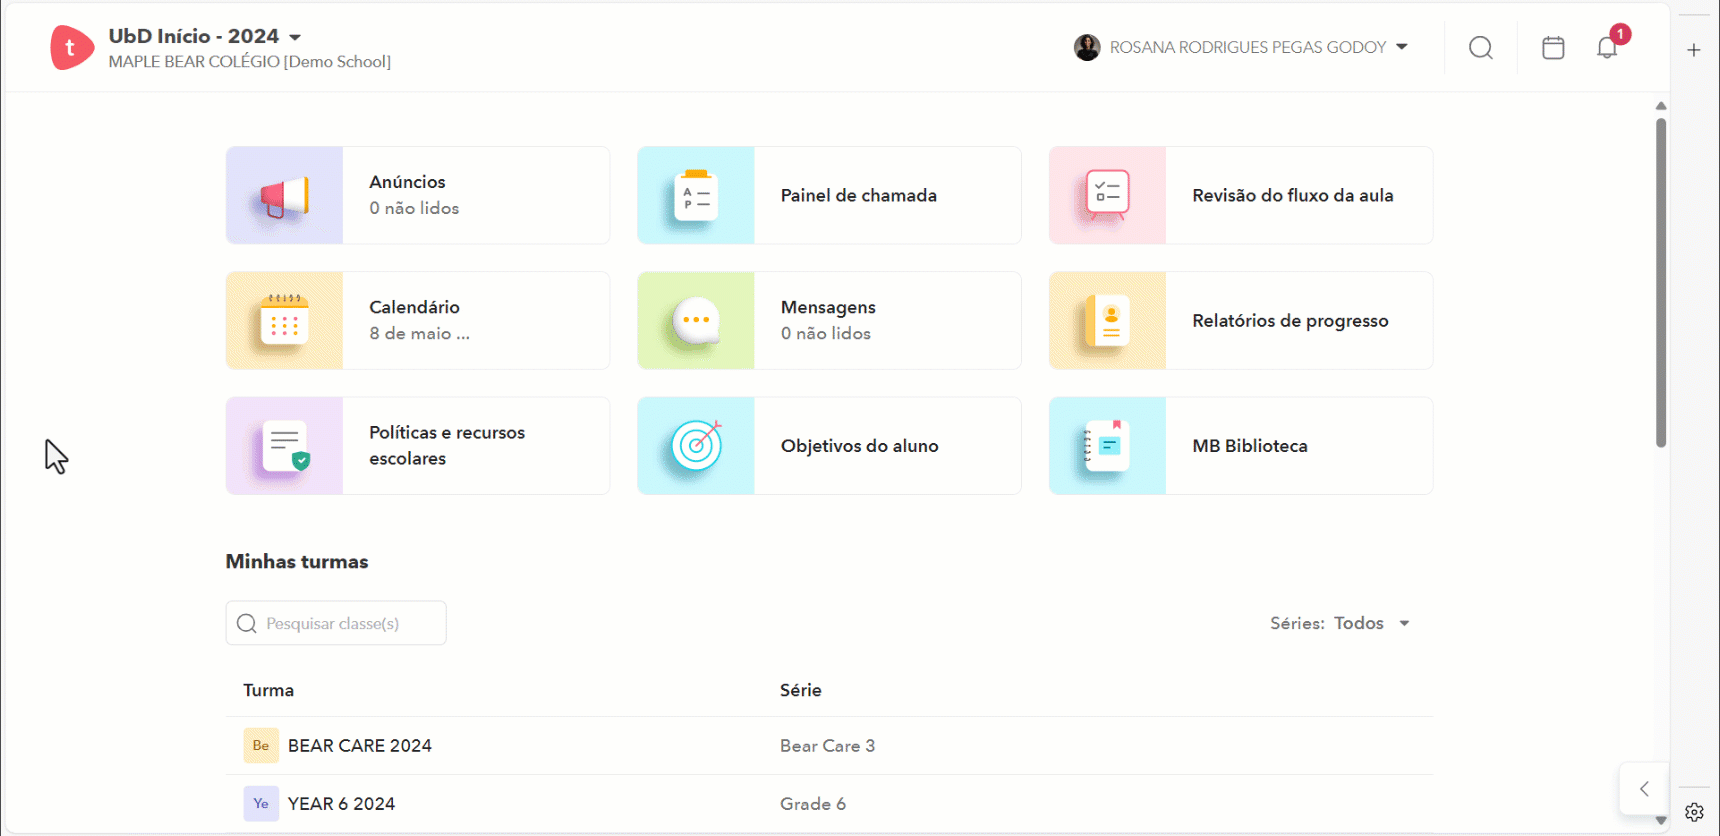 t
UbD Início - 2024
MAPLE BEAR COLÉGIO [Demo School]
ROSANA RODRIGUES PEGAS GODOY
1
Anúncios
0 não lidos
A
P
Painel de chamada
Revisão do fluxo da aula
Calendário
8 de maio ...
Mensagens
0 não lidos
Relatórios de progresso
Políticas e recursos
escolares
Objetivos do aluno
MB Biblioteca
Minhas turmas
Pesquisar classe(s)
Séries: Todos
Turma Série
Be BEAR CARE 2024 Bear Care 3
Ye YEAR 6 2024 Grade 6